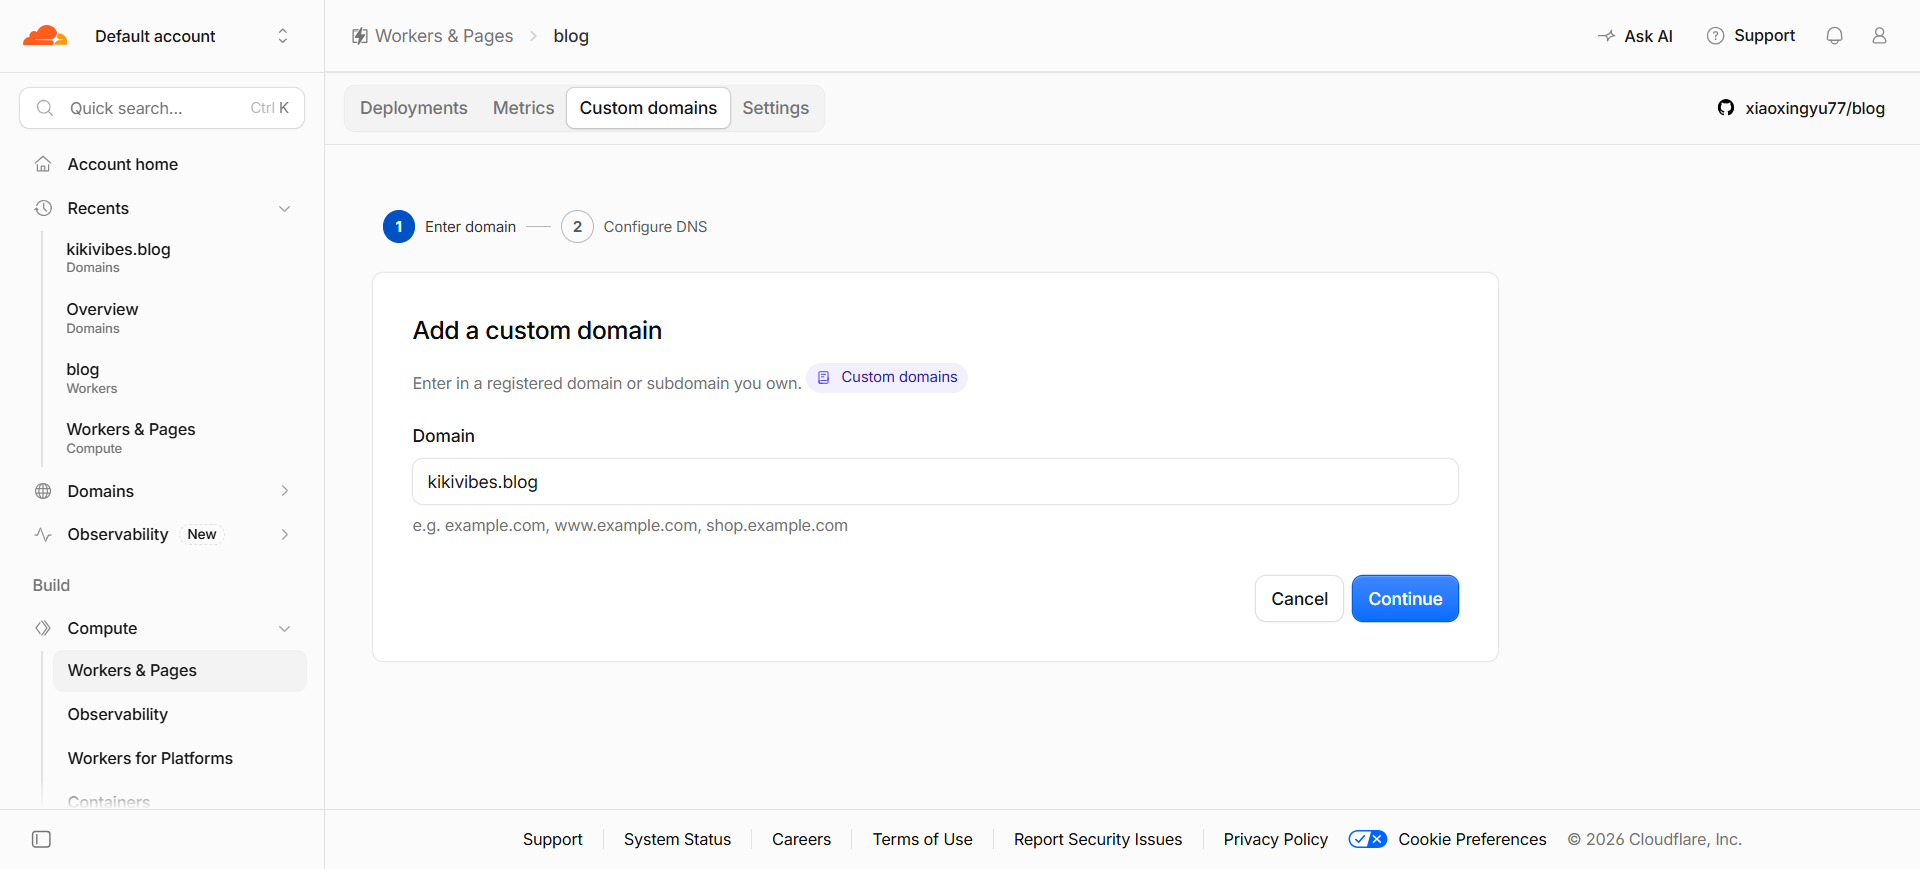 Default account
Workers & Pages > blog
Ask AI
Support
Quick search...
Ctrl K
Deployments
Metrics
Custom domains
Settings
xiaoxingyu77/blog
Account home
Recents
kikivibes.blog
Domains
Overview
Domains
blog
Workers
Workers & Pages
Compute
Domains
Observability New
Build
Compute
Workers & Pages
Observability
Workers for Platforms
Containers
1 Enter domain
2 Configure DNS
Add a custom domain
Enter in a registered domain or subdomain you own. Custom domains
Domain
kikivibes.blog
e.g. example.com, www.example.com, shop.example.com
Cancel
Continue
Support
System Status
Careers
Terms of Use
Report Security Issues
Privacy Policy
Cookie Preferences
© 2026 Cloudflare, Inc.